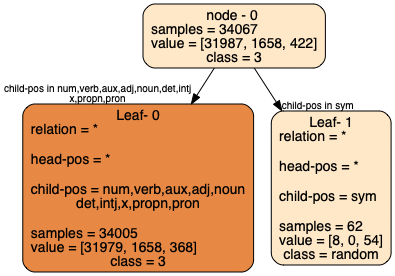 node - 0
samples = 34067
value = [31987, 1658, 422]
class = 3
child-pos in num,verb,aux,adj,noun,det,intj
x,propn,pron
child-pos in sym
Leaf- 0
relation = *
head-pos = *
child-pos = num,verb,aux,adj,noun
det,intj,x,propn,pron
samples = 34005
value = [31979, 1658, 368]
class = 3
Leaf- 1
relation = *
head-pos = *
child-pos = sym
samples = 62
value = [8, 0, 54]
class = random